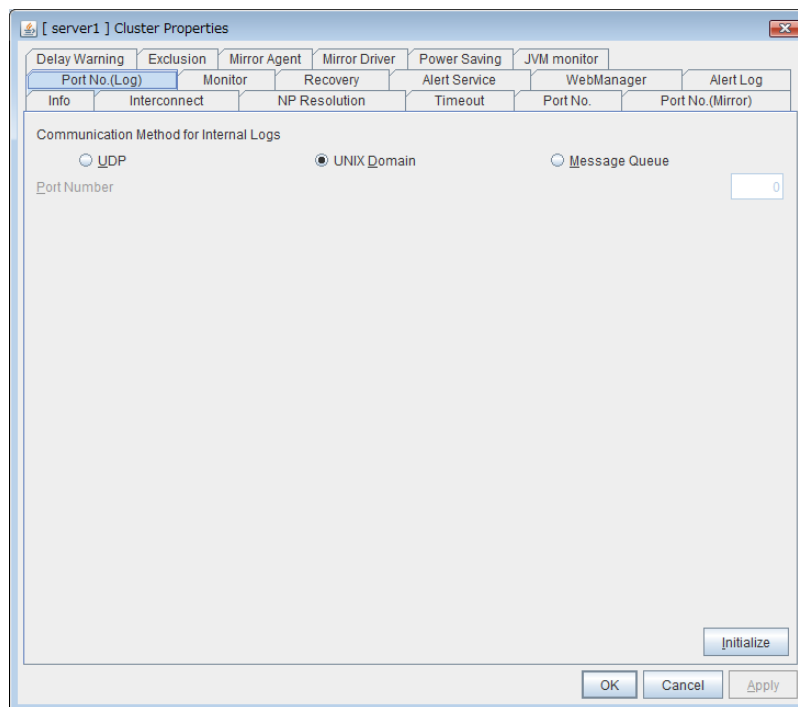 [ server1 ] Cluster Properties
Delay Warning Exclusion Mirror Agent Mirror Driver Power Saving JVM monitor
Port No.(Log) Monitor Recovery Alert Service WebManager Alert Log
Info Interconnect NP Resolution Timeout Port No. Port No.(Mirror)
Communication Method for Internal Logs
UDP UNIX Domain Message Queue
Port Number 0
Initialize
OK Cancel Apply